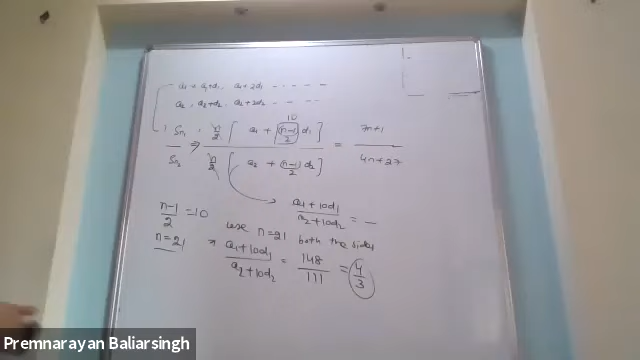 a₁, a₁+d₁, a₁+2d₁ - - - - -
a₂, a₂+d₂, a₂+2d₂ - - - -
10
Sn₁ / Sn₂ ⇒ n/2 [ a₁ + (n-1)/2 d₁ ] / n/2 [ a₂ + (n-1)/2 d₂ ] = 7n+1 / 4n+27
→ a₁+10d₁ / a₂+10d₂ = —
n-1 / 2 = 10
use n=21 both the sides
n = 21
⇒ a₁+10d₁ / a₂+10d₂ = 148 / 111 = 4/3
Premnarayan Baliarsingh